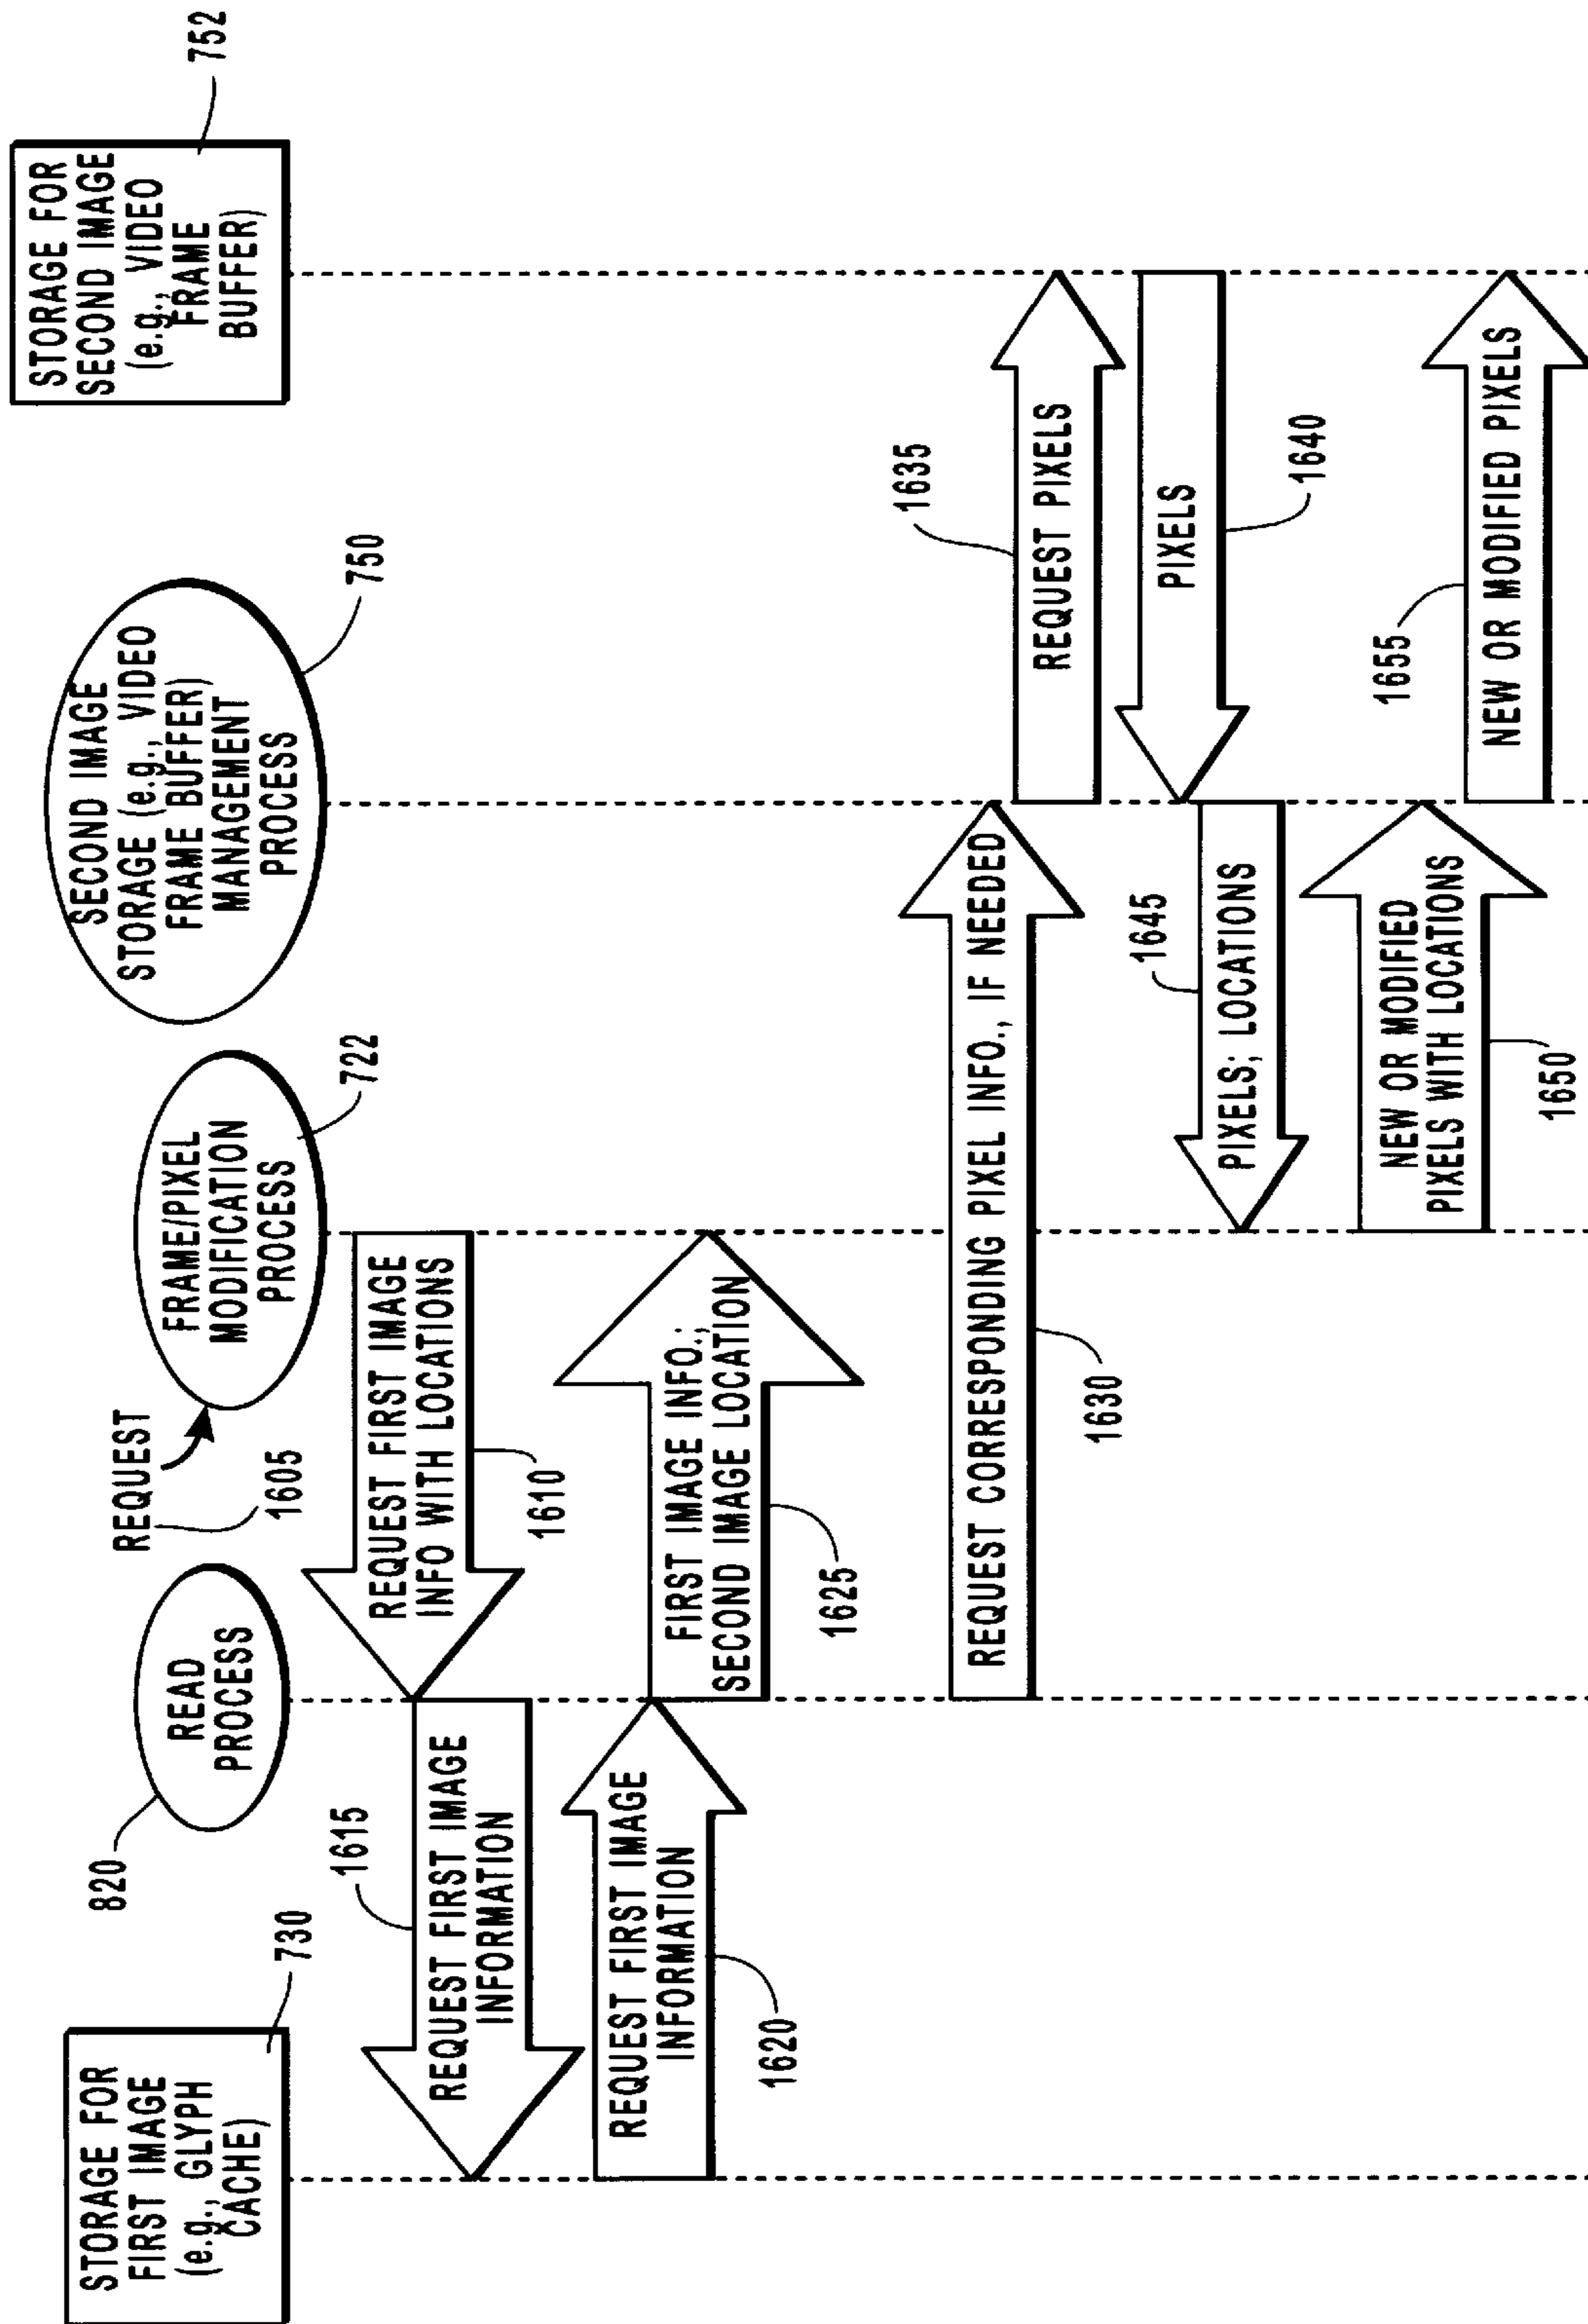 STORAGE FOR
FIRST IMAGE
(e.g., GLYPH
CACHE)
730
820
READ
PROCESS
REQUEST
1605
FRAME/PIXEL
MODIFICATION
PROCESS
722
SECOND IMAGE
STORAGE (e.g., VIDEO
FRAME BUFFER)
MANAGEMENT
PROCESS
750
STORAGE FOR
SECOND IMAGE
(e.g., VIDEO
FRAME
BUFFER)
752
REQUEST FIRST IMAGE
INFO WITH LOCATIONS
1610
1615
REQUEST FIRST IMAGE
INFORMATION
REQUEST FIRST IMAGE
INFORMATION
1620
FIRST IMAGE INFO.;
SECOND IMAGE LOCATION
1625
REQUEST CORRESPONDING PIXEL INFO., IF NEEDED
1630
1635
REQUEST PIXELS
PIXELS
1640
1645
PIXELS; LOCATIONS
NEW OR MODIFIED
PIXELS WITH LOCATIONS
1650
1655
NEW OR MODIFIED PIXELS